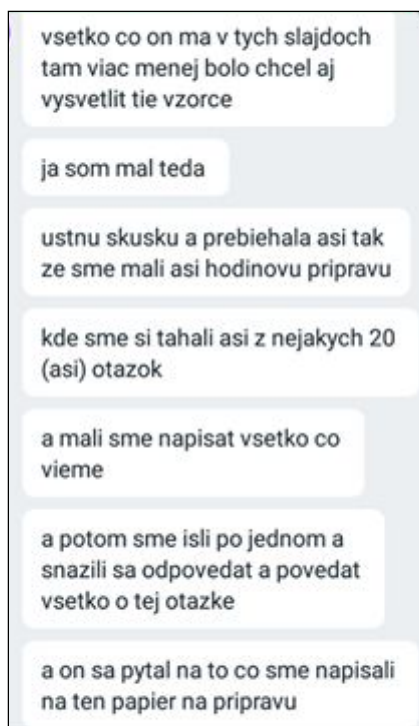 vsetko co on ma v tych slajdoch
tam viac menej bolo chcel aj
vysvetlit tie vzorce
ja som mal teda
ustnu skusku a prebiehala asi tak
ze sme mali asi hodinovu pripravu
kde sme si tahali asi z nejakych 20
(asi) otazok
a mali sme napisat vsetko co
vieme
a potom sme isli po jednom a
snazili sa odpovedat a povedat
vsetko o tej otazke
a on sa pytal na to co sme napisali
na ten papier na pripravu